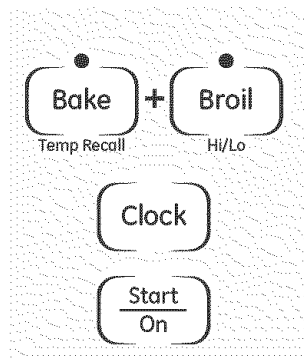 Bake + Broil
Temp Recall Hi/Lo
Clock
Start
On